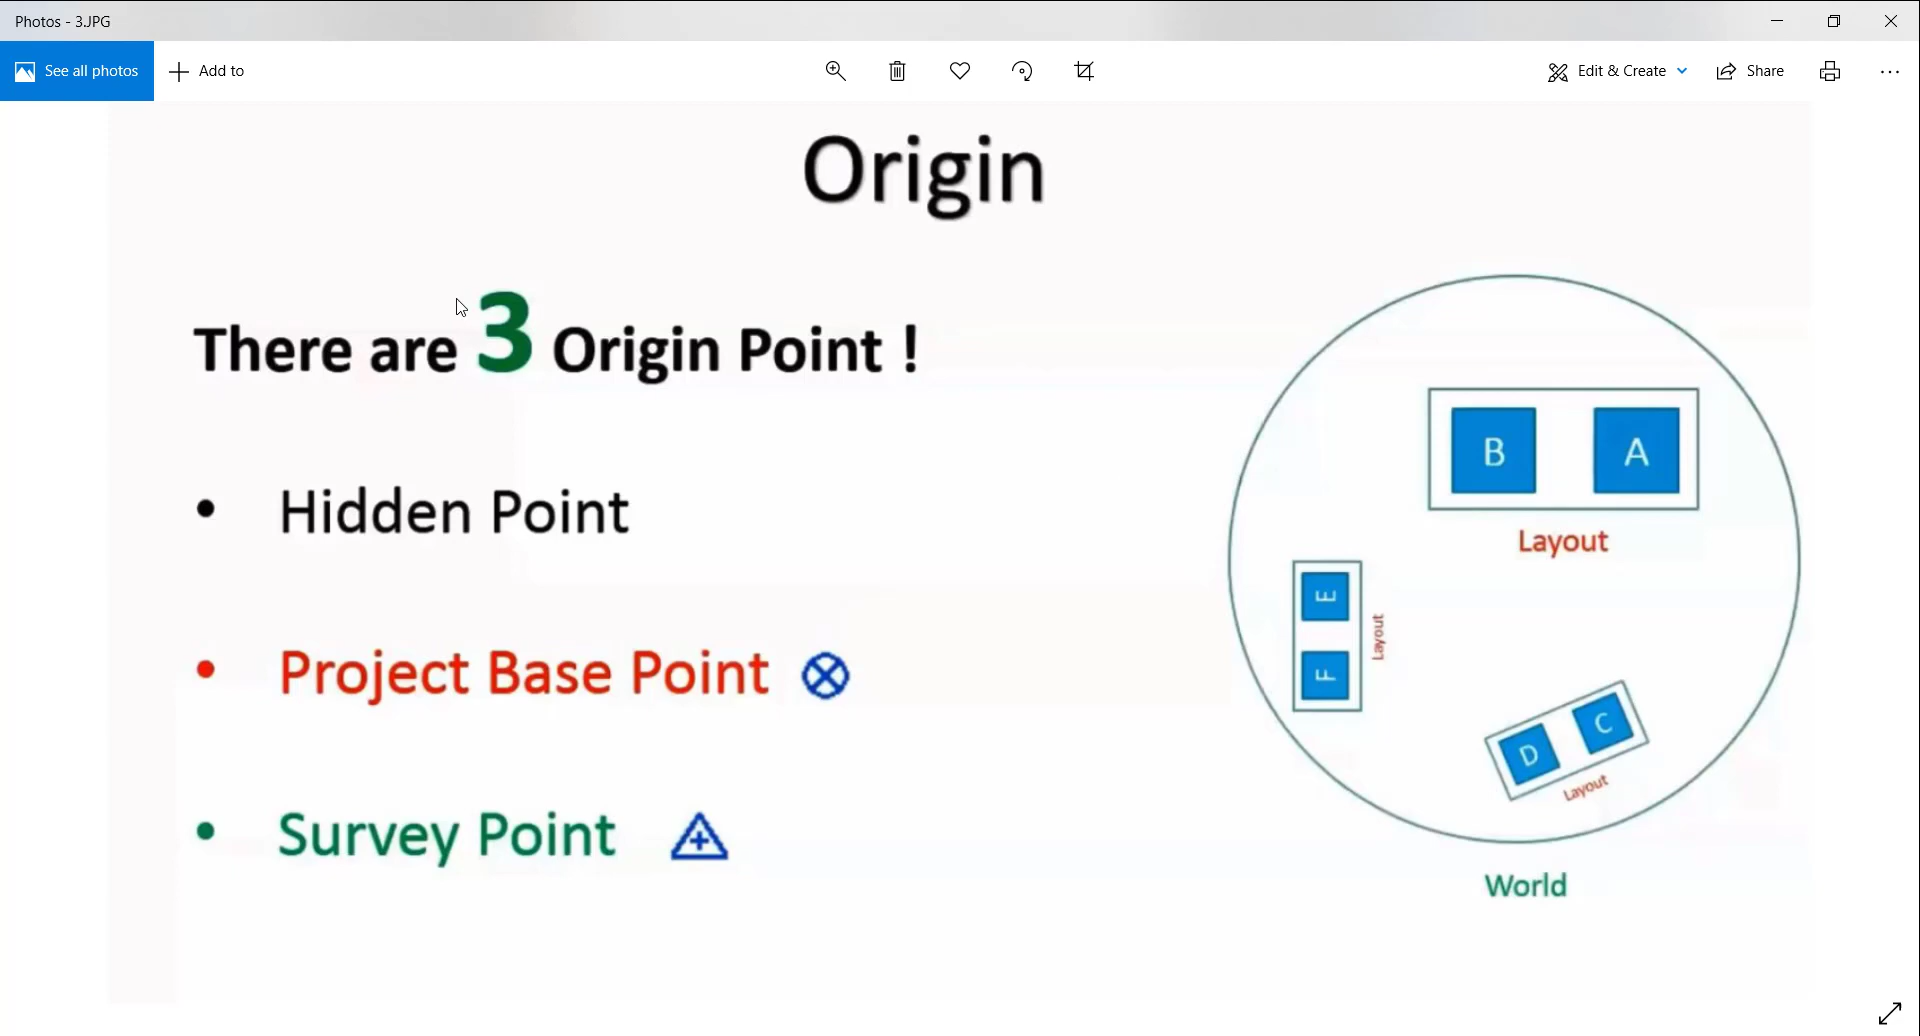 Photos - 3.JPG
See all photos
Add to
Edit & Create
Share
Origin
There are 3 Origin Point !
• Hidden Point
• Project Base Point
• Survey Point
B A
Layout
E
F
Layout
D C
Layout
World